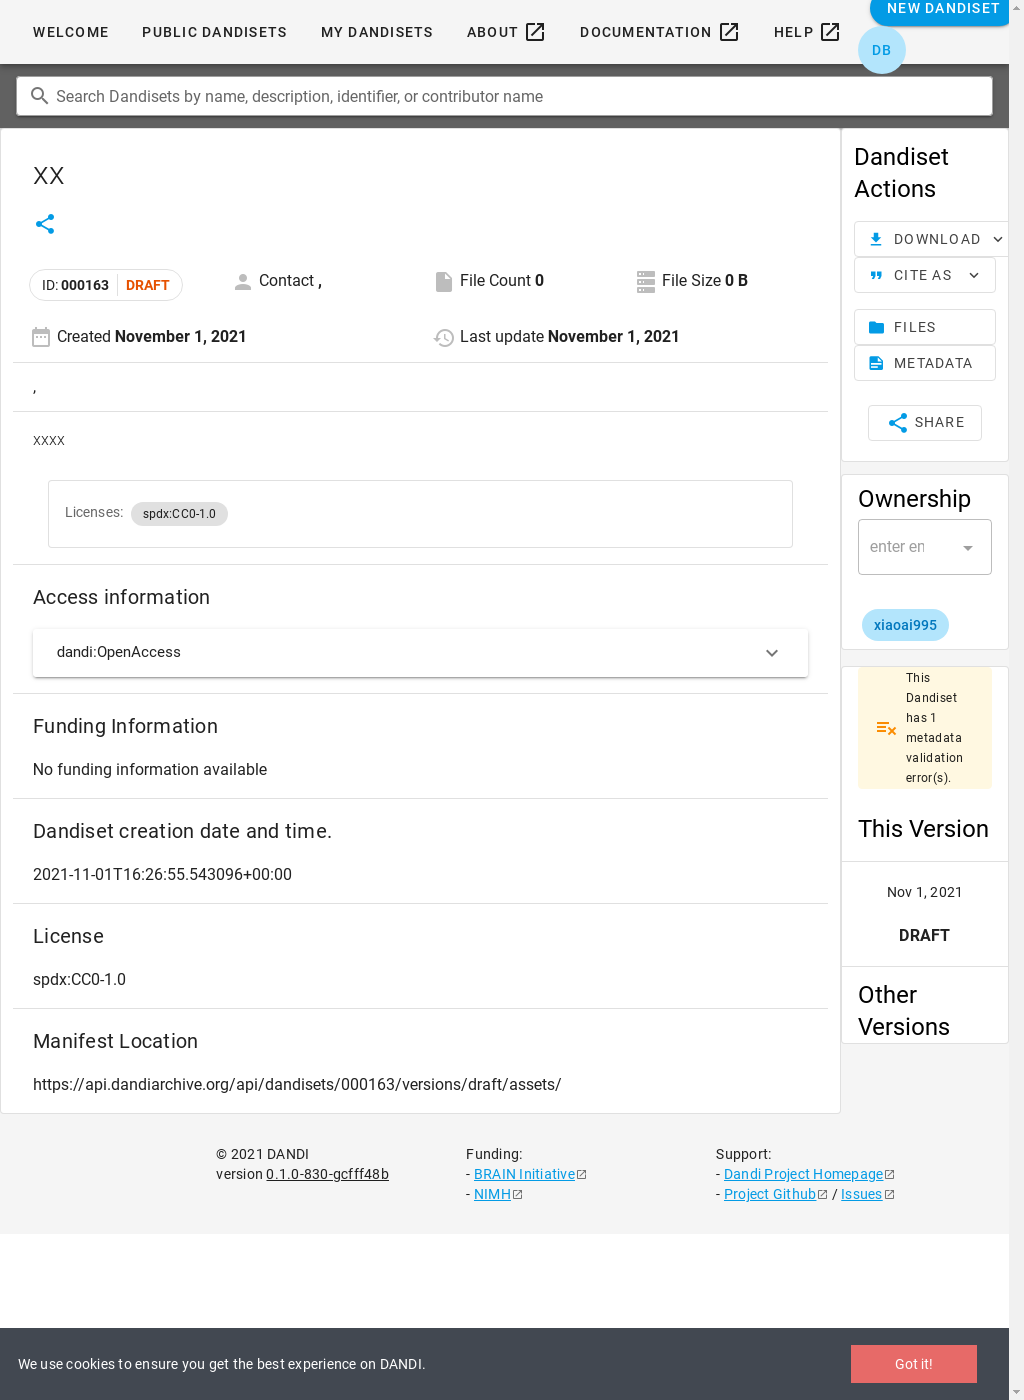 WELCOME
PUBLIC DANDISETS
MY DANDISETS
ABOUT
DOCUMENTATION
HELP
NEW DANDISET
DB
Search Dandisets by name, description, identifier, or contributor name
XX
ID: 000163 DRAFT
Contact ,
File Count 0
File Size 0 B
Created November 1, 2021
Last update November 1, 2021
,
xxxx
Licenses: spdx:CC0-1.0
Access information
dandi:OpenAccess
Funding Information
No funding information available
Dandiset creation date and time.
2021-11-01T16:26:55.543096+00:00
License
spdx:CC0-1.0
Manifest Location
https://api.dandiarchive.org/api/dandisets/000163/versions/draft/assets/
Dandiset
Actions
DOWNLOAD
CITE AS
FILES
METADATA
SHARE
Ownership
enter en
xiaoai995
This
Dandiset
has 1
metadata
validation
error(s).
This Version
Nov 1, 2021
DRAFT
Other
Versions
© 2021 DANDI
version 0.1.0-830-gcfff48b
Funding:
- BRAIN Initiative
- NIMH
Support:
- Dandi Project Homepage
- Project Github / Issues
We use cookies to ensure you get the best experience on DANDI.
Got it!